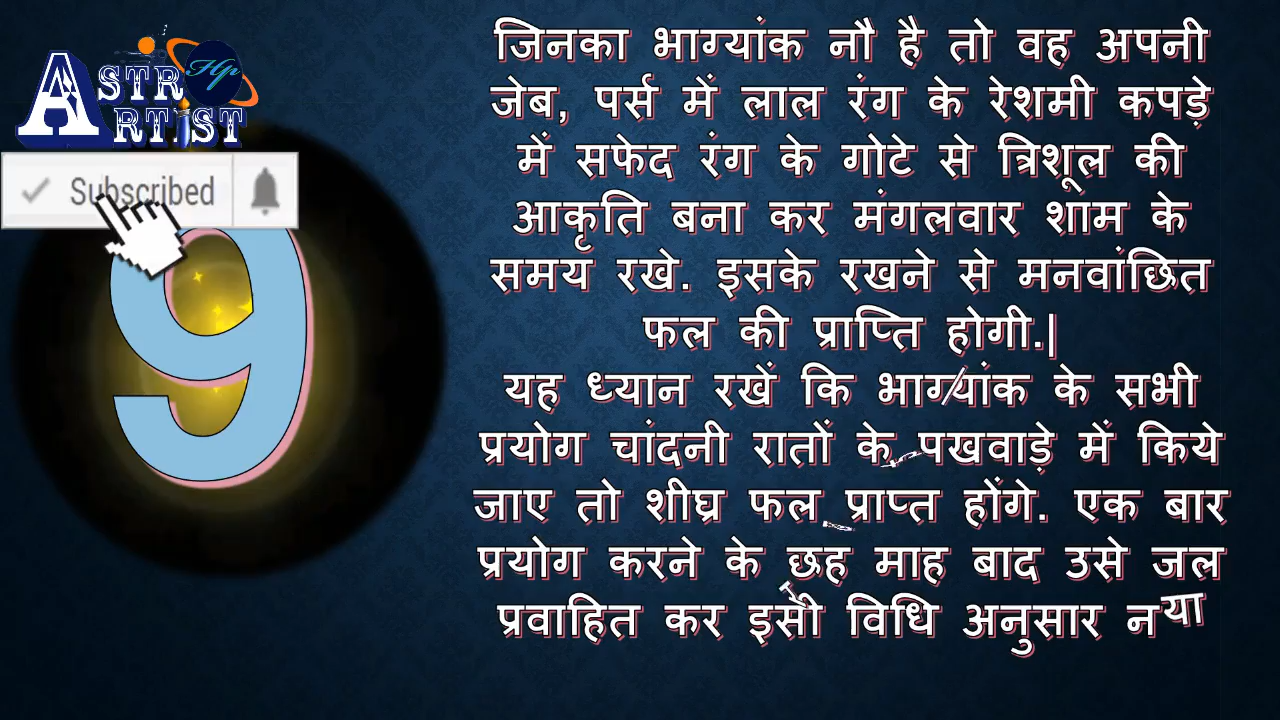 ASTRO
Hp
ARTIST
Subscribed
9
जिनका भाग्यांक नौ है तो वह अपनी
जेब, पर्स में लाल रंग के रेशमी कपड़े
में सफेद रंग के गोटे से त्रिशूल की
आकृति बना कर मंगलवार शाम के
समय रखे. इसके रखने से मनवांछित
फल की प्राप्ति होगी.|
यह ध्यान रखें कि भाग्यांक के सभी
प्रयोग चांदनी रातों के पखवाड़े में किये
जाए तो शीघ्र फल प्राप्त होंगे. एक बार
प्रयोग करने के छह माह बाद उसे जल
प्रवाहित कर इसी विधि अनुसार नया